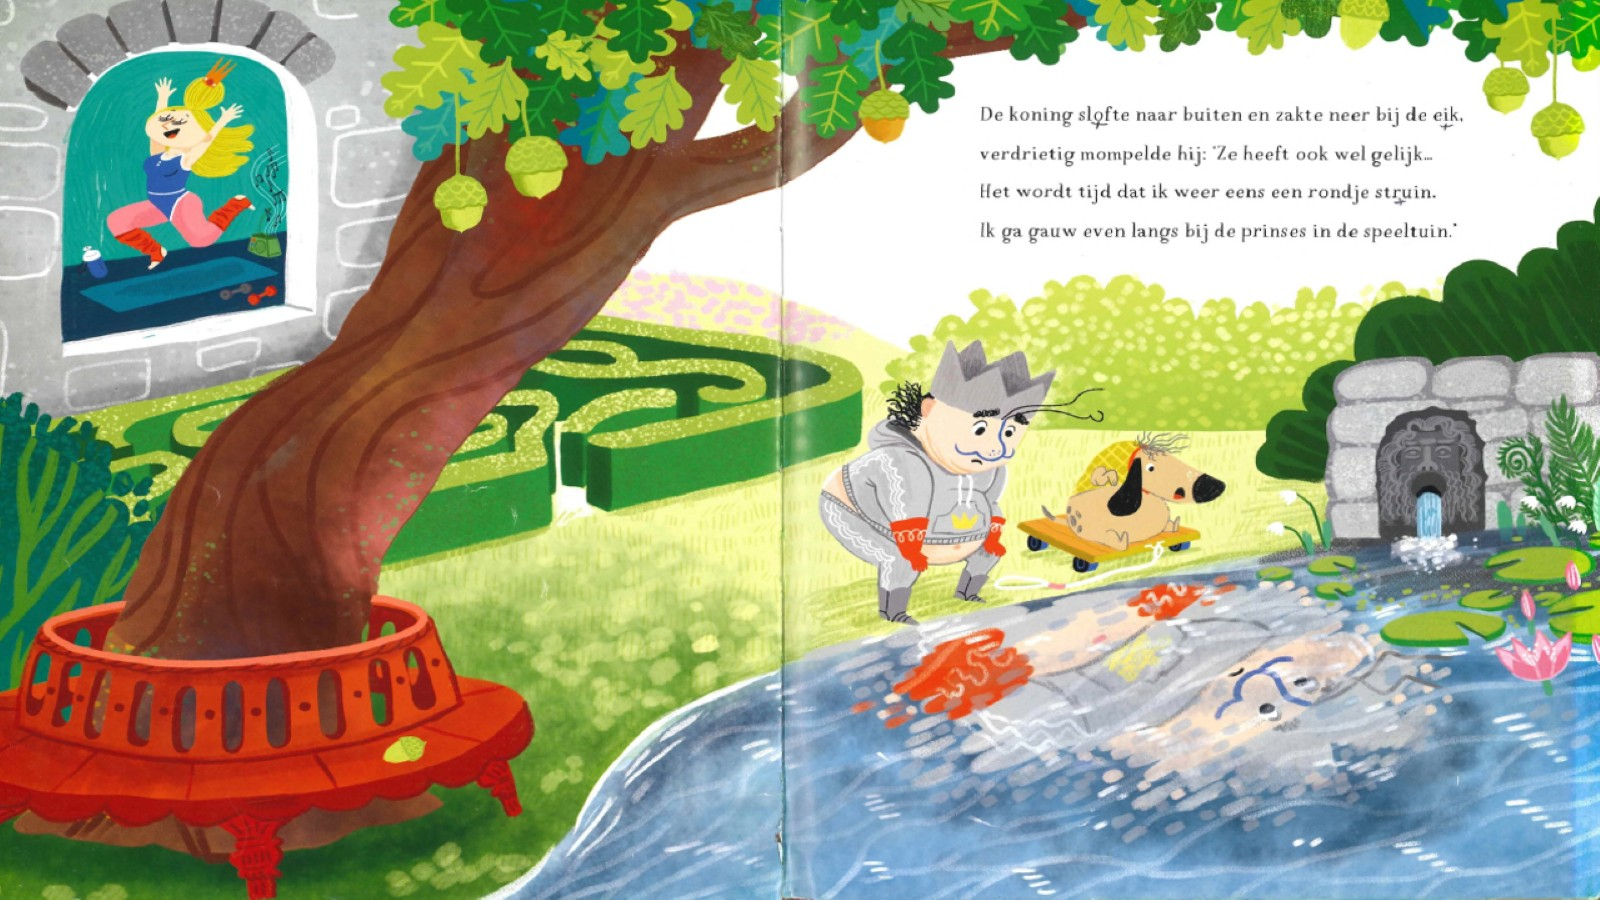 De koning slofte naar buiten en zakte neer bij de eik,
verdrietig mompelde hij: 'Ze heeft ook wel gelijk...
Het wordt tijd dat ik weer eens een rondje struin.
Ik ga gauw even langs bij de prinses in de speeltuin.'